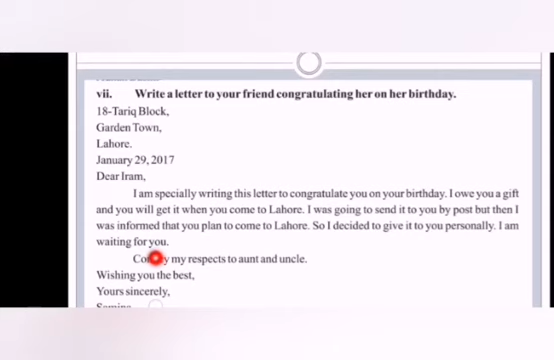 vii. Write a letter to your friend congratulating her on her birthday.
18-Tariq Block,
Garden Town,
Lahore.
January 29, 2017
Dear Iram,
I am specially writing this letter to congratulate you on your birthday. I owe you a gift
and you will get it when you come to Lahore. I was going to send it to you by post but then I
was informed that you plan to come to Lahore. So I decided to give it to you personally. I am
waiting for you.
my respects to aunt and uncle.
Wishing you the best,
Yours sincerely,